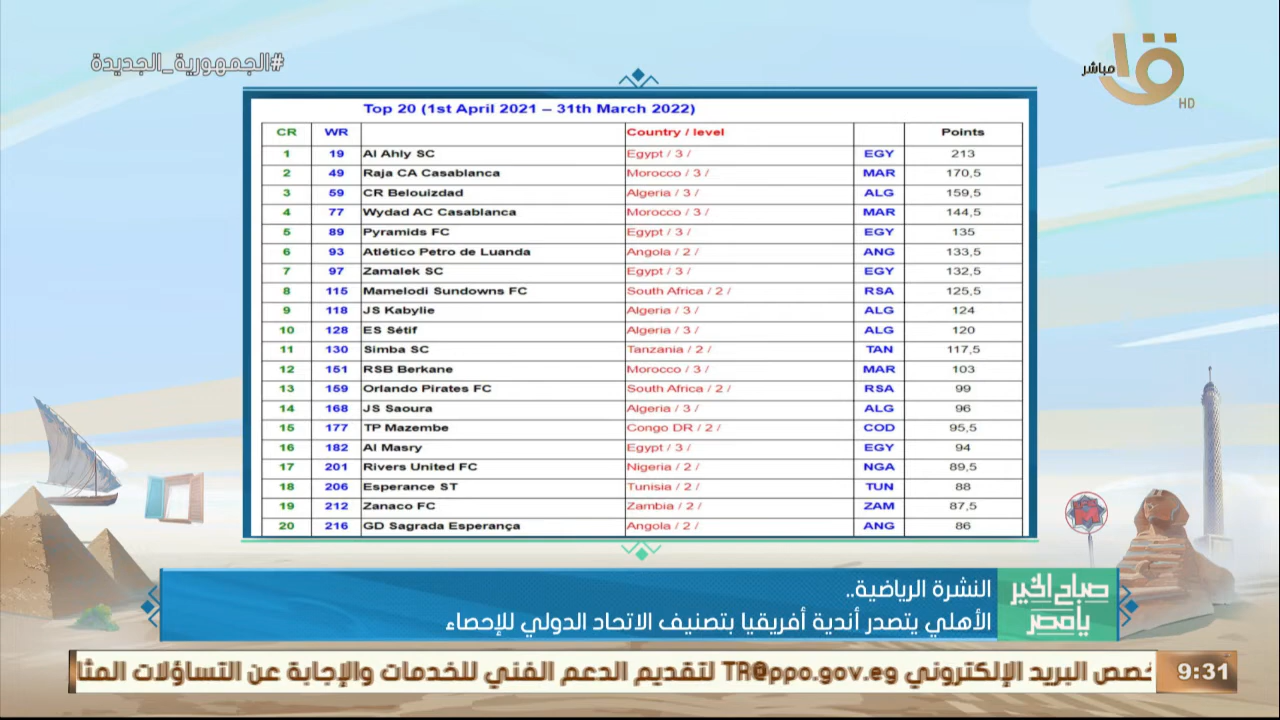 #الجمهورية_الجديدة
مباشر
HD
Top 20 (1st April 2021 – 31th March 2022)
CR WR Country / level Points
1 19 Al Ahly SC Egypt / 3 / EGY 213
2 49 Raja CA Casablanca Morocco / 3 / MAR 170,5
3 59 CR Belouizdad Algeria / 3 / ALG 159,5
4 77 Wydad AC Casablanca Morocco / 3 / MAR 144,5
5 89 Pyramids FC Egypt / 3 / EGY 135
6 93 Atlético Petro de Luanda Angola / 2 / ANG 133,5
7 97 Zamalek SC Egypt / 3 / EGY 132,5
8 115 Mamelodi Sundowns FC South Africa / 2 / RSA 125,5
9 118 JS Kabylie Algeria / 3 / ALG 124
10 128 ES Sétif Algeria / 3 / ALG 120
11 130 Simba SC Tanzania / 2 / TAN 117,5
12 151 RSB Berkane Morocco / 3 / MAR 103
13 159 Orlando Pirates FC South Africa / 2 / RSA 99
14 168 JS Saoura Algeria / 3 / ALG 96
15 177 TP Mazembe Congo DR / 2 / COD 95,5
16 182 Al Masry Egypt / 3 / EGY 94
17 201 Rivers United FC Nigeria / 2 / NGA 89,5
18 206 Esperance ST Tunisia / 2 / TUN 88
19 212 Zanaco FC Zambia / 2 / ZAM 87,5
20 216 GD Sagrada Esperança Angola / 2 / ANG 86
M
صباح الخير
يا مصر
النشرة الرياضية..
الأهلي يتصدر أندية أفريقيا بتصنيف الاتحاد الدولي للإحصاء
9:31
البريد الإلكتروني TR@ppo.gov.eg لتقديم الدعم الفني للخدمات والإجابة عن التساؤلات